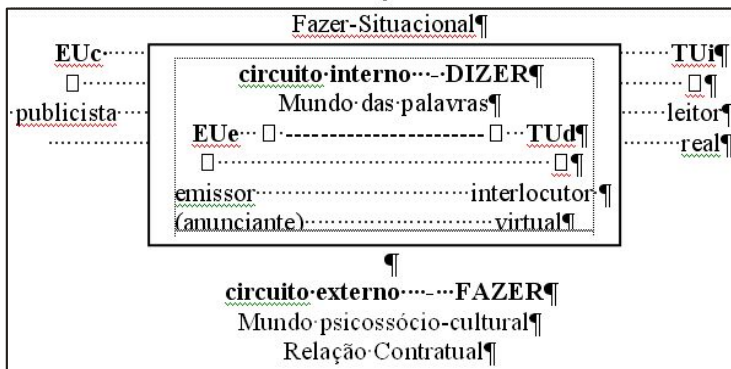 Fazer-Situacional¶
EUc TUi¶
circuito interno - DIZER¶
□ □¶
Mundo das palavras¶
publicista leitor
EUe □ -------------------- □ TUd¶
real¶
□ □¶
emissor interlocutor ¶
(anunciante) virtual¶
¶
circuito externo - FAZER¶
Mundo psicossócio-cultural¶
Relação Contratual¶